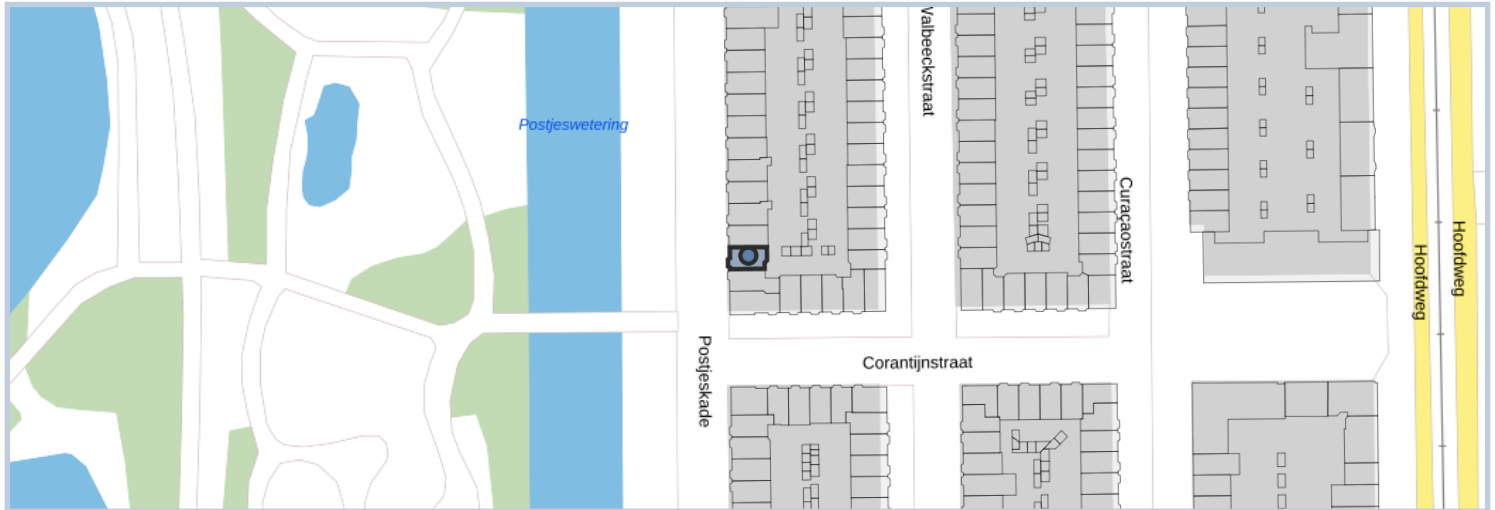 Valbeeckstraat
Postjeswetering
Curaçaostraat
Hoofdweg
Hoofdweg
Postjeskade
Corantijnstraat